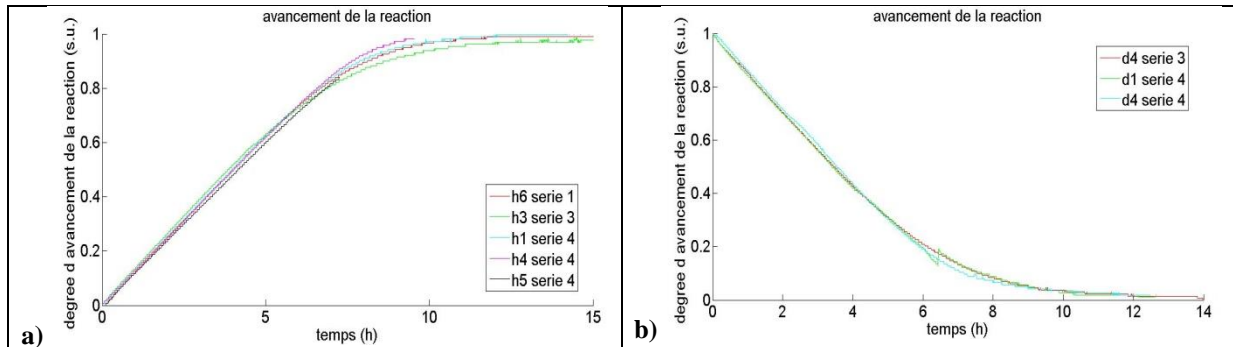 avancement de la reaction
degree d avancement de la reaction (s.u.)
1
0.8
0.6
0.4
0.2
0
h6 serie 1
h3 serie 3
h1 serie 4
h4 serie 4
h5 serie 4
0
5
10
15
temps (h)
a)
avancement de la reaction
degree d avancement de la reaction (s.u.)
1
0.8
0.6
0.4
0.2
0
d4 serie 3
d1 serie 4
d4 serie 4
0
2
4
6
8
10
12
14
temps (h)
b)